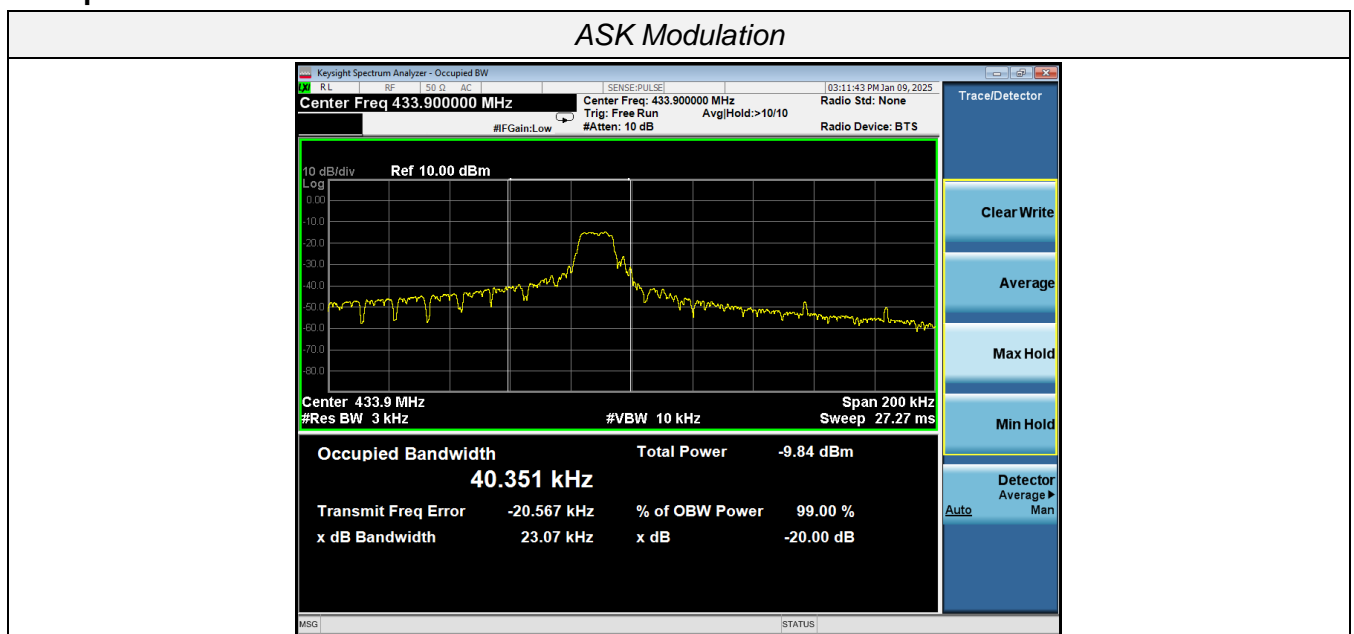 ASK Modulation
Keysight Spectrum Analyzer - Occupied BW
LXI RL RF 50 Ω AC SENSE:PULSE 03:11:43 PM Jan 09, 2025
Center Freq 433.900000 MHz Center Freq: 433.900000 MHz Radio Std: None Trace/Detector
Trig: Free Run Avg|Hold:>10/10
#IFGain:Low #Atten: 10 dB Radio Device: BTS
10 dB/div Ref 10.00 dBm
Log
0.00
-10.0
-20.0
-30.0
-40.0
-50.0
-60.0
-70.0
-80.0
Center 433.9 MHz Span 200 kHz
#Res BW 3 kHz #VBW 10 kHz Sweep 27.27 ms
Occupied Bandwidth Total Power -9.84 dBm
40.351 kHz
Transmit Freq Error -20.567 kHz % of OBW Power 99.00 %
x dB Bandwidth 23.07 kHz x dB -20.00 dB
Clear Write
Average
Max Hold
Min Hold
Detector
Average▶
Auto Man
MSG STATUS